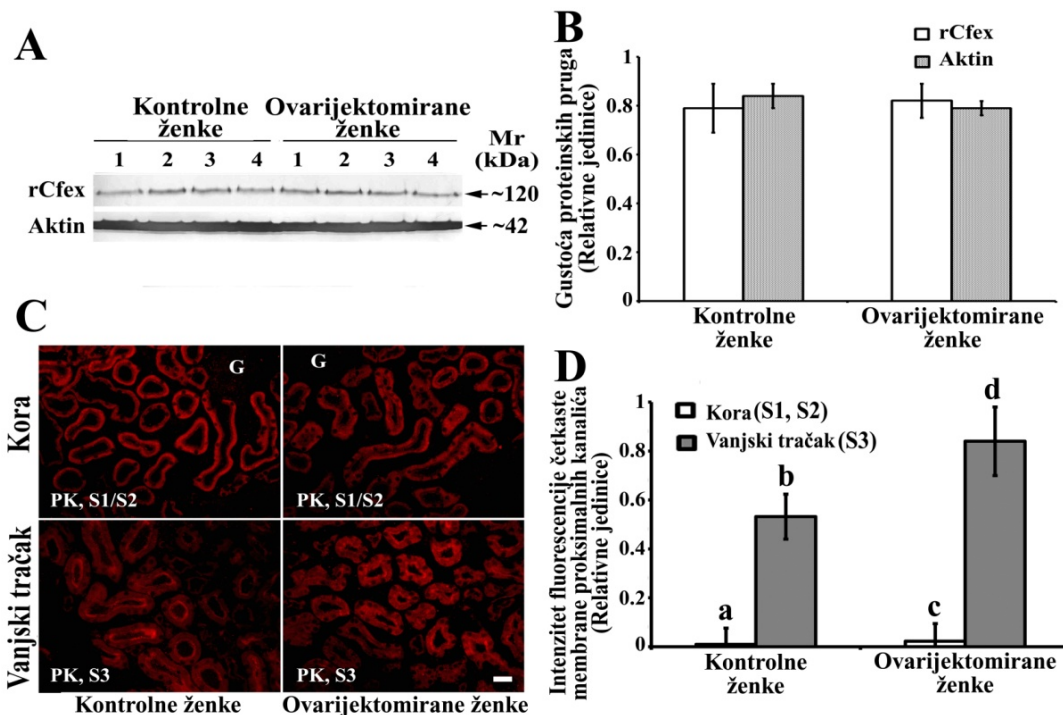 A
Kontrolne ženke
Ovarijektomirane ženke
Mr (kDa)
1 2 3 4 1 2 3 4
rCfex
~120
Aktin
~42
B
rCfex
Aktin
Gustoća proteinskih pruga
(Relativne jedinice)
1
0.8
0.6
0.4
0.2
0
Kontrolne ženke
Ovarijektomirane ženke
C
Kora
G
G
PK, S1/S2
PK, S1/S2
Vanjski tračak
PK, S3
PK, S3
Kontrolne ženke
Ovarijektomirane ženke
D
Kora (S1, S2)
Vanjski tračak (S3)
Intenzitet fluorescencije četkaste
membrane proksimalnih kanalića
(Relativne jedinice)
1
0.8
0.6
0.4
0.2
0
a
b
c
d
Kontrolne ženke
Ovarijektomirane ženke